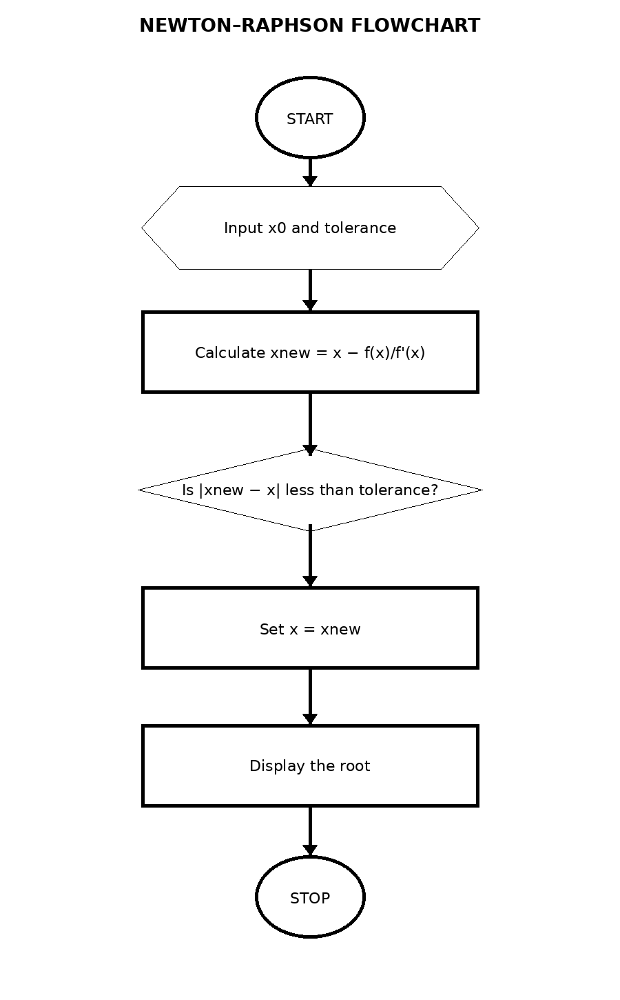 NEWTON–RAPHSON FLOWCHART
START
Input x0 and tolerance
Calculate xnew = x − f(x)/f'(x)
Is |xnew − x| less than tolerance?
Set x = xnew
Display the root
STOP